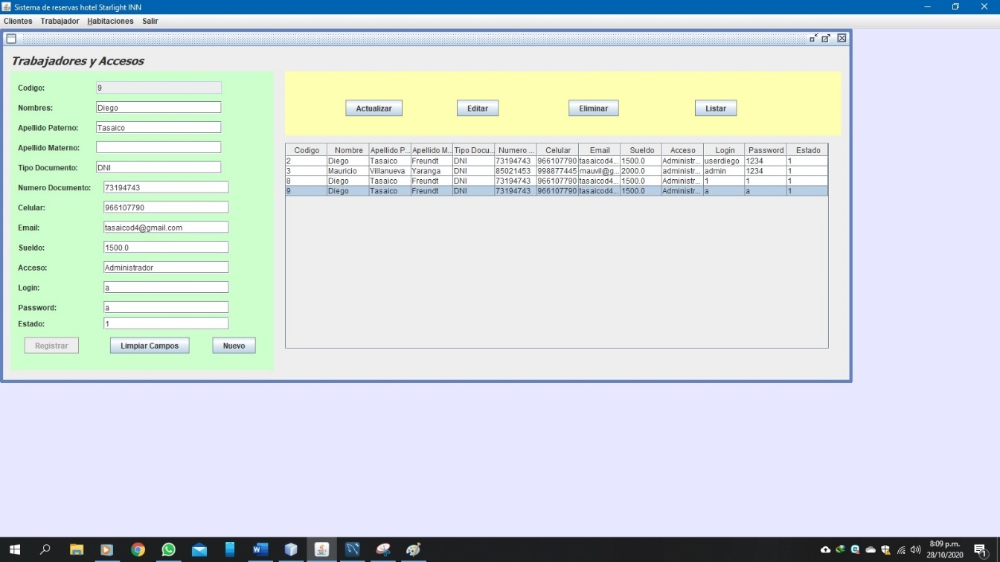 Sistema de reservas hotel Starlight INN
Clientes Trabajador Habitaciones Salir
Trabajadores y Accesos
Codigo: 9
Nombres: Diego
Apellido Paterno: Tasaico
Apellido Materno:
Tipo Documento: DNI
Numero Documento: 73194743
Celular: 966107790
Email: tasaicod4@gmail.com
Sueldo: 1500.0
Acceso: Administrador
Login: a
Password: a
Estado: 1
Registrar Limpiar Campos Nuevo
Actualizar Editar Eliminar Listar
Codigo Nombre Apellido P... Apellido M... Tipo Docu... Numero ... Celular Email Sueldo Acceso Login Password Estado
2 Diego Tasaico Freundt DNI 73194743 966107790 tasaicod4... 1500.0 Administr... userdiego 1234 1
3 Mauricio Villanueva Yaranga DNI 85021453 998877445 mauvil@g... 2000.0 administr... admin 1234 1
8 Diego Tasaico Freundt DNI 73194743 966107790 tasaicod4... 1500.0 Administr... 1 1 1
9 Diego Tasaico Freundt DNI 73194743 966107790 tasaicod4... 1500.0 Administr... a a 1
8:09 p.m.
28/10/2020